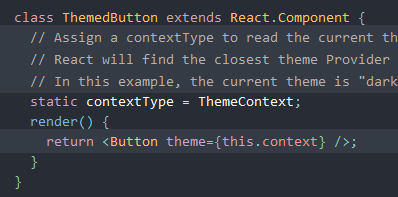 class ThemedButton extends React.Component {
// Assign a contextType to read the current th
// React will find the closest theme Provider
// In this example, the current theme is "dark
static contextType = ThemeContext;
render() {
return <Button theme={this.context} />;
}
}